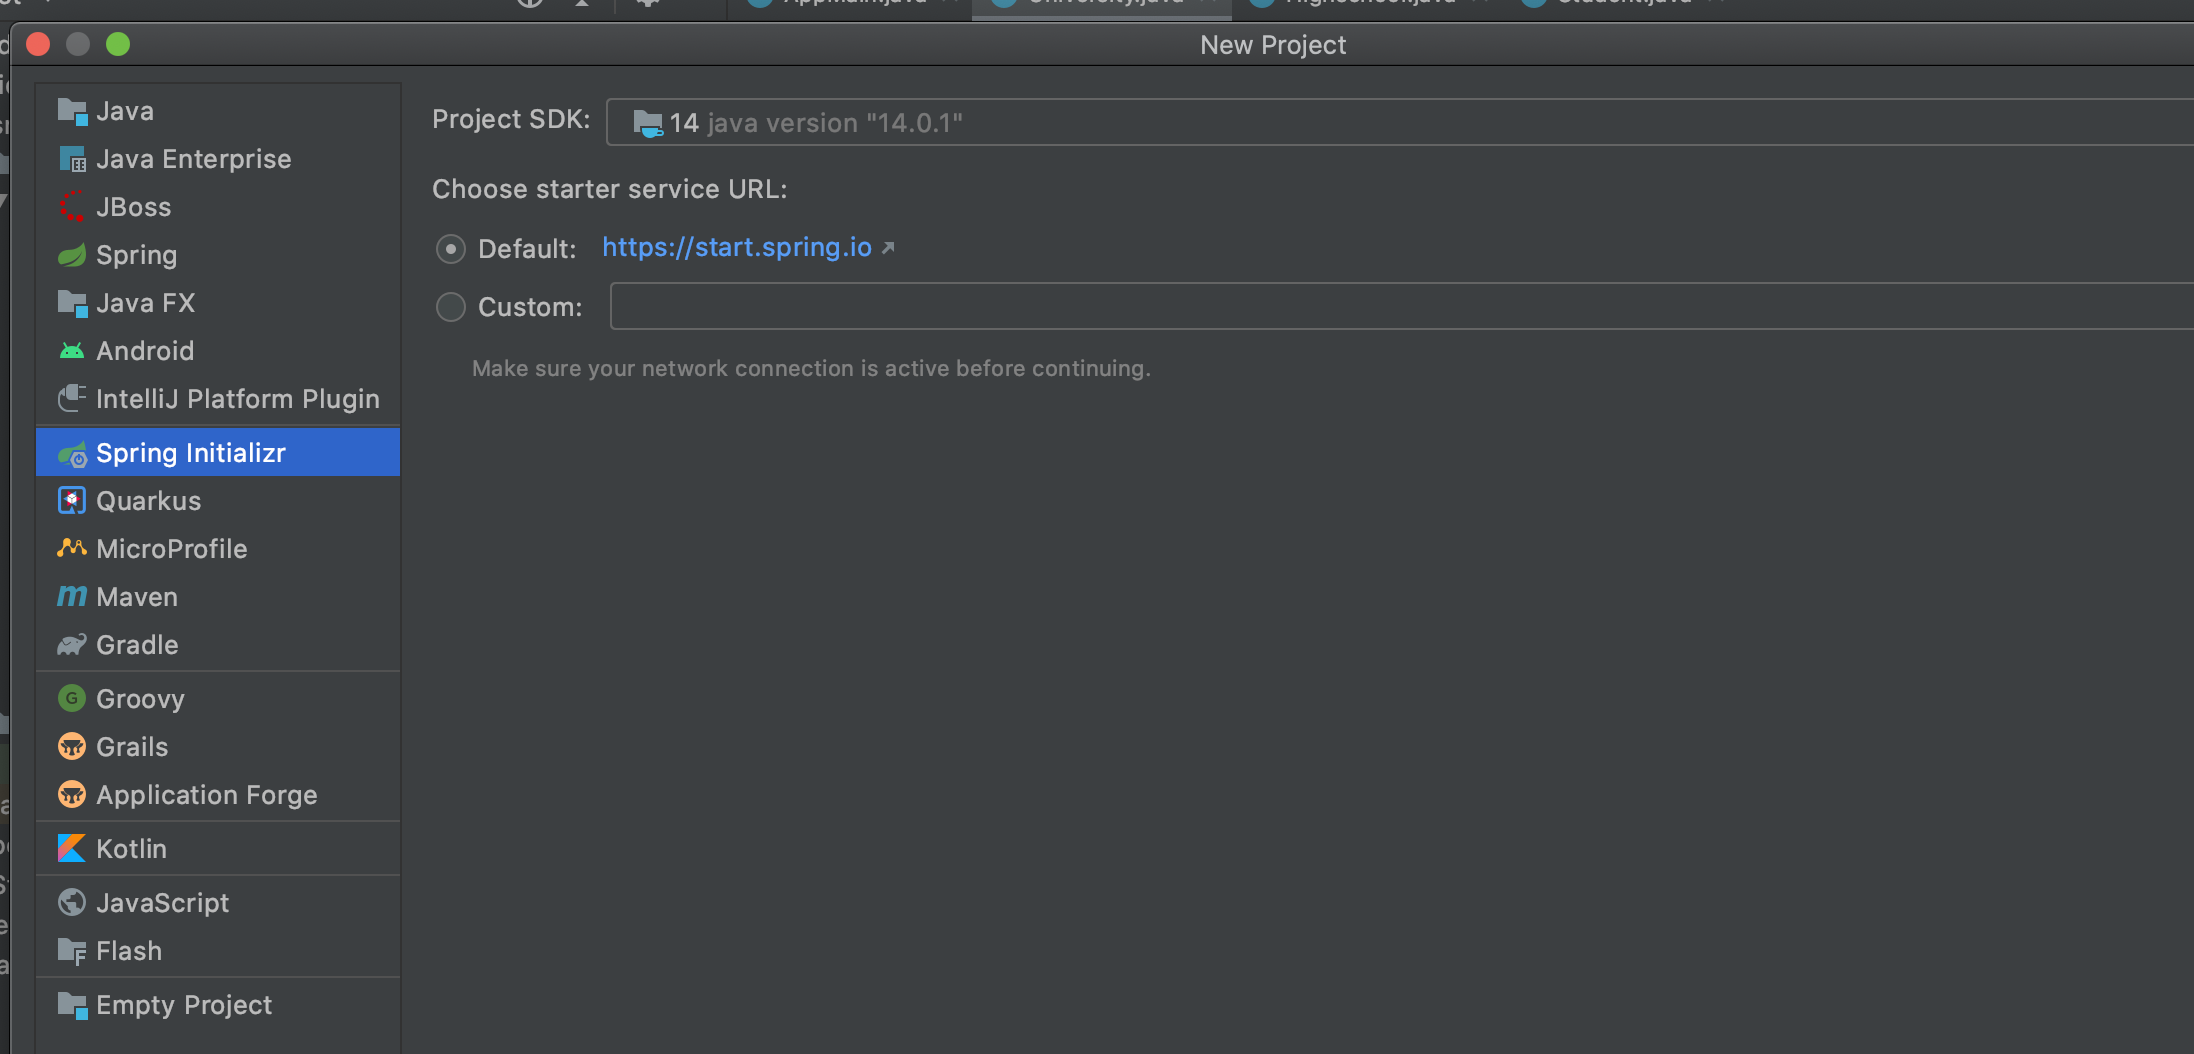 New Project
Java
Java Enterprise
JBoss
Spring
Java FX
Android
IntelliJ Platform Plugin
Spring Initializr
Quarkus
MicroProfile
Maven
Gradle
Groovy
Grails
Application Forge
Kotlin
JavaScript
Flash
Empty Project
Project SDK: 14 java version "14.0.1"
Choose starter service URL:
Default: https://start.spring.io
Custom:
Make sure your network connection is active before continuing.